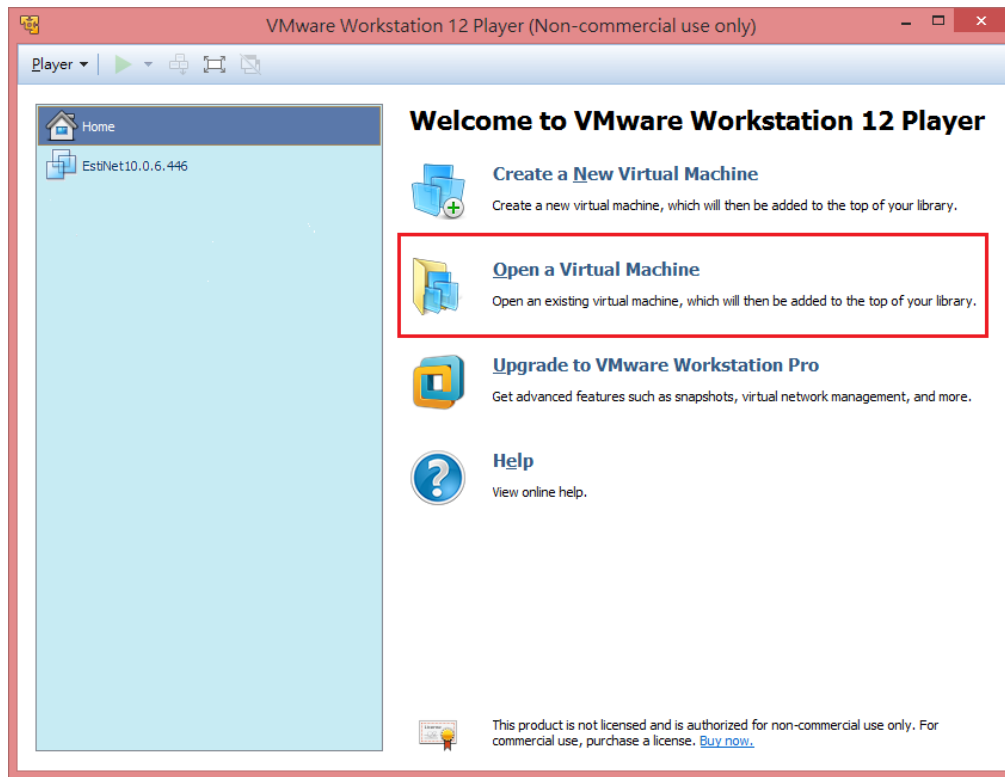 VMware Workstation 12 Player (Non-commercial use only)
Player
Home
EstiNet10.0.6.446
Welcome to VMware Workstation 12 Player
Create a New Virtual Machine
Create a new virtual machine, which will then be added to the top of your library.
Open a Virtual Machine
Open an existing virtual machine, which will then be added to the top of your library.
Upgrade to VMware Workstation Pro
Get advanced features such as snapshots, virtual network management, and more.
Help
View online help.
This product is not licensed and is authorized for non-commercial use only. For
commercial use, purchase a license. Buy now.